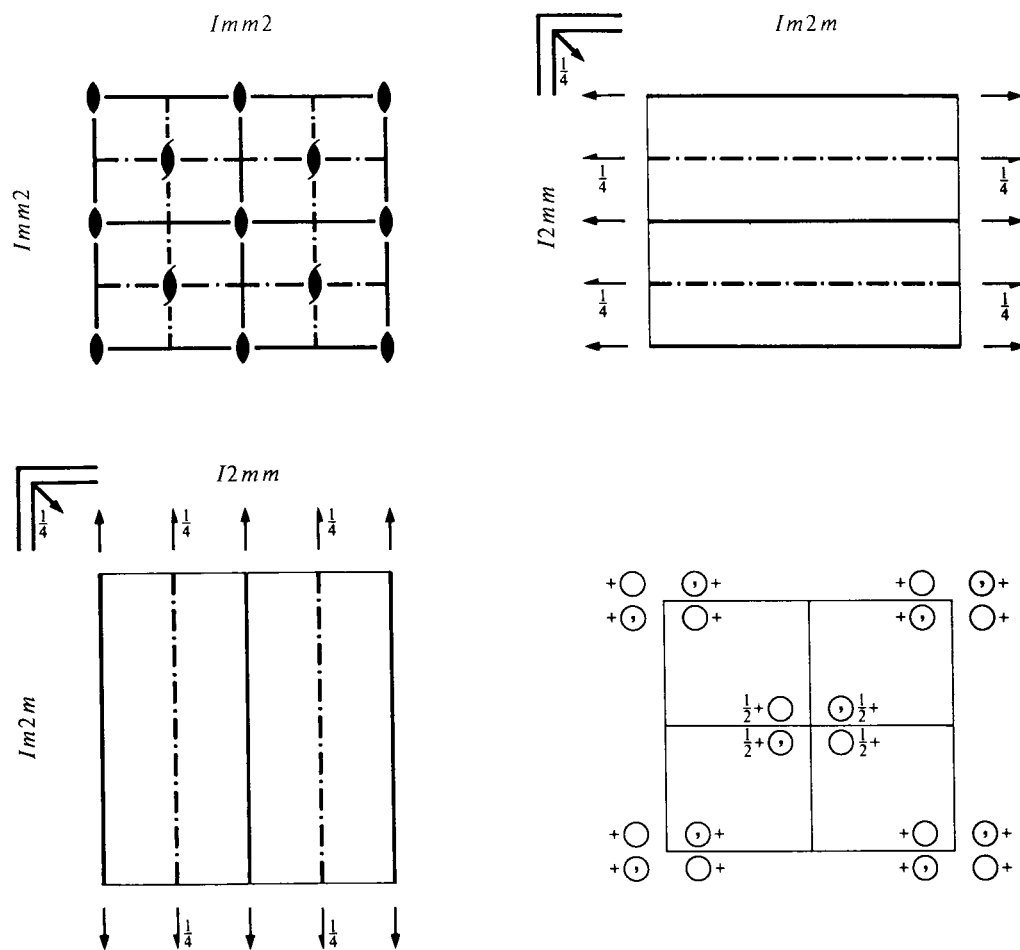 Imm2
Imm2
Im2m
I2mm
1/4
1/4
1/4
1/4
1/4
I2mm
Im2m
1/4
1/4
1/4
1/4
1/4
+ , +
+ , +
+ , +
+ , +
1/2+ , 1/2+
1/2+ , 1/2+
+ , +
+ , +
+ , +
+ , +